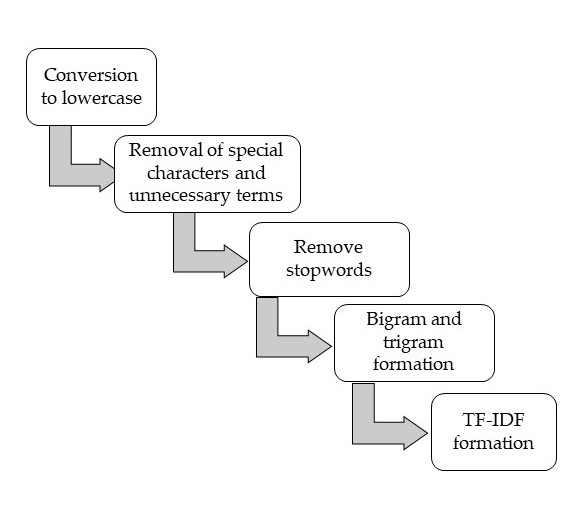 Conversion
to lowercase
Removal of special
characters and
unnecessary terms
Remove
stopwords
Bigram and
trigram
formation
TF-IDF
formation